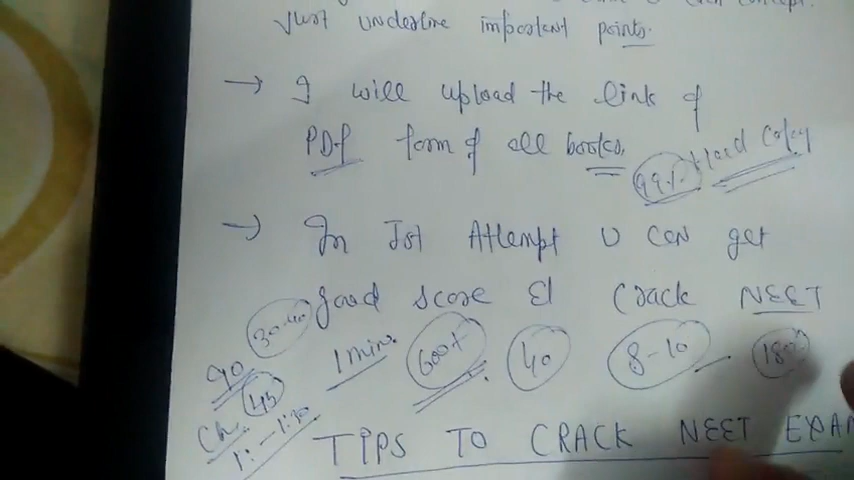 Just underline important points.
→ I will upload the link of
PDF form of all books.
99% Hard Copy
→ In Ist Attempt U can get
good score & Crack NEET
30-40
90 1 min. 600+ 40 8-10 180
45
Ch. 1: - 1:30
TIPS TO CRACK NEET EXAM